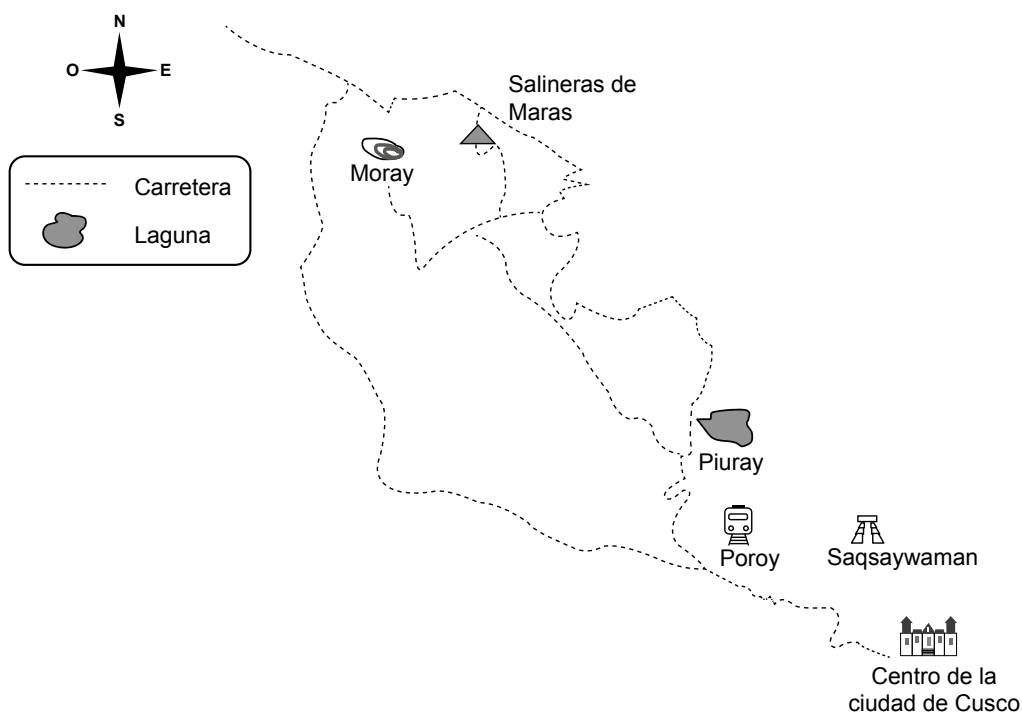 N
O
E
S
Salineras de
Maras
Moray
Carretera
Laguna
Piuray
Poroy
Saqsaywaman
Centro de la
ciudad de Cusco